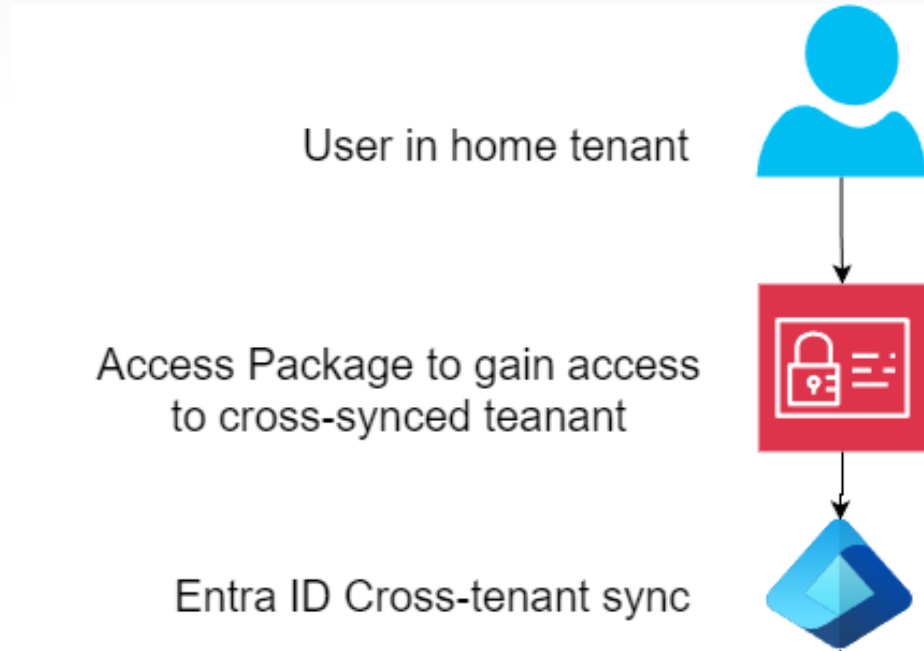 User in home tenant
Access Package to gain access
to cross-synced teanant
Entra ID Cross-tenant sync